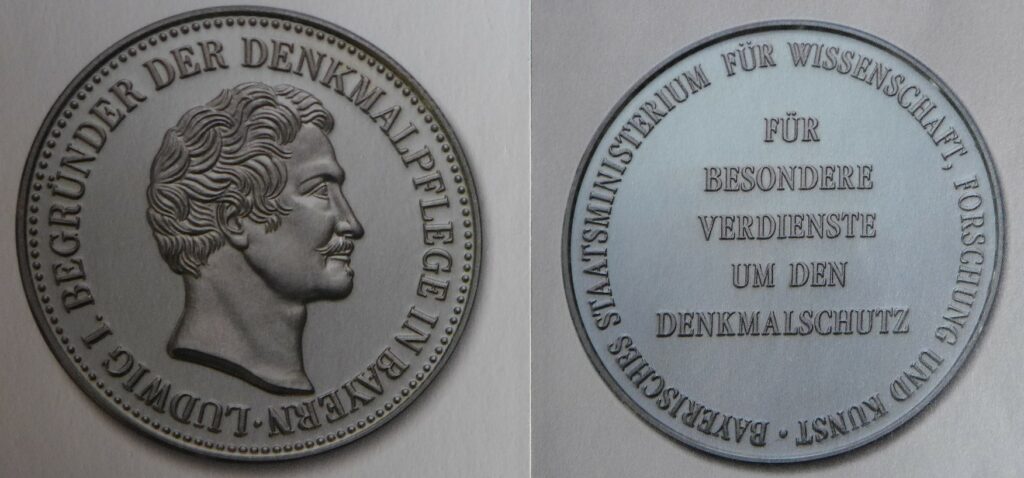 LUDWIG I. BEGRÜNDER DER DENKMALPFLEGE IN BAYERN ·
BAYERISCHES STAATSMINISTERIUM FÜR WISSENSCHAFT, FORSCHUNG UND KUNST ·
FÜR
BESONDERE
VERDIENSTE
UM DEN
DENKMALSCHUTZ